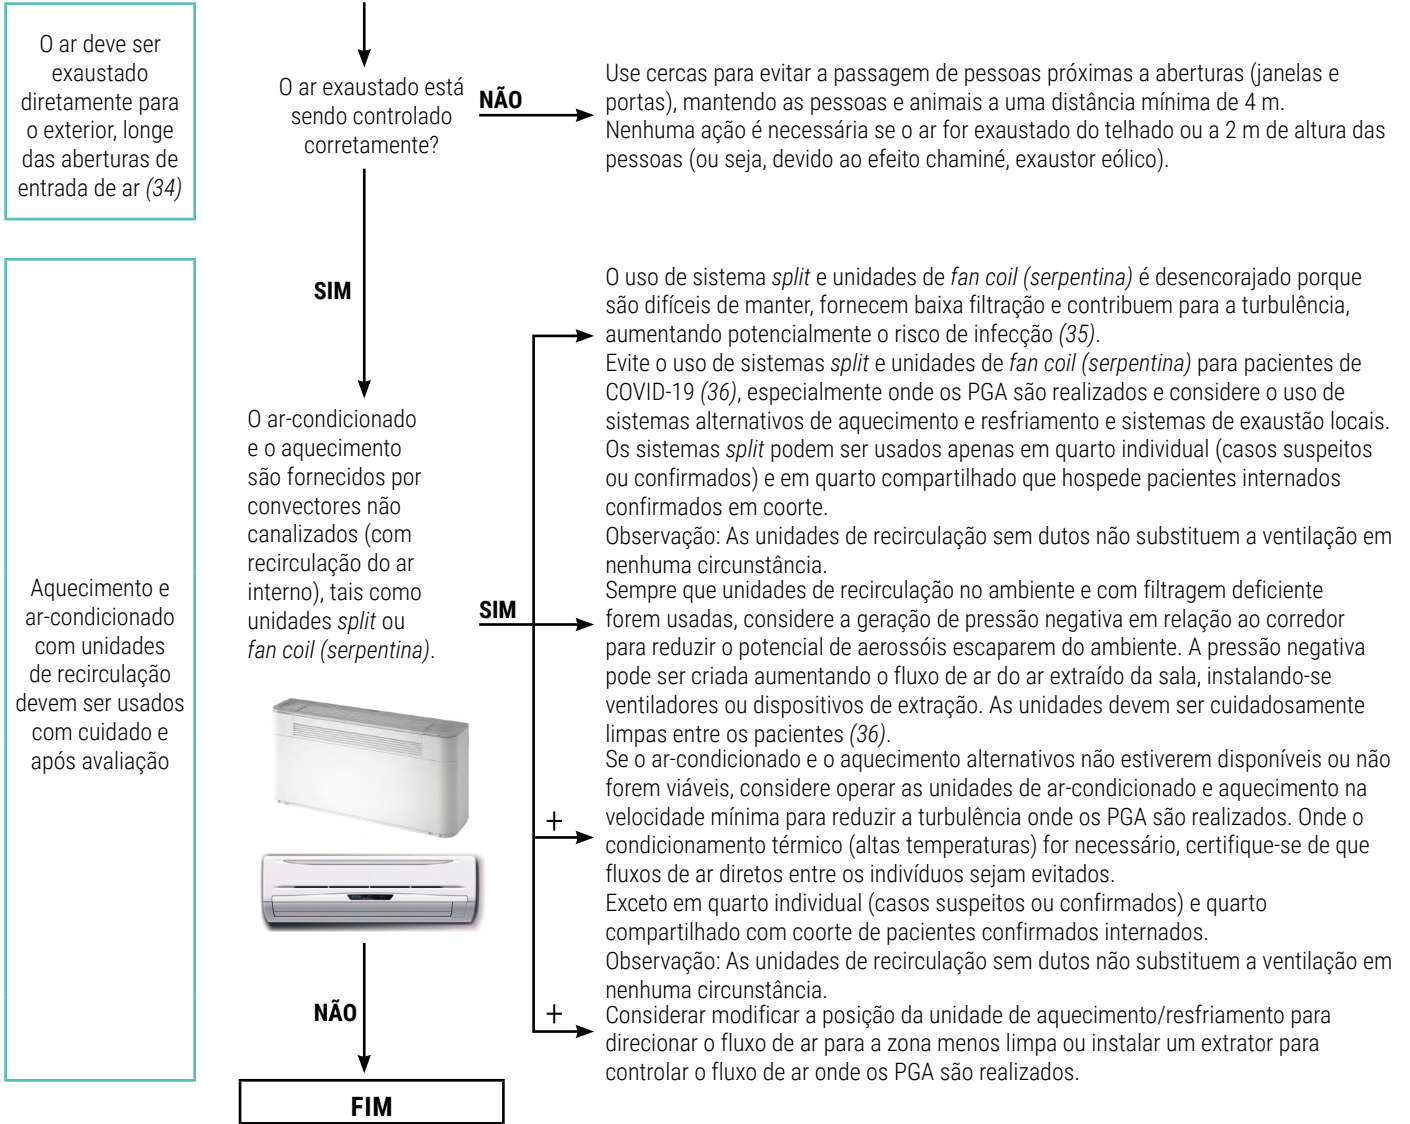 O ar deve ser
exaustado
diretamente para
o exterior, longe
das aberturas de
entrada de ar (34)
O ar exaustado está
sendo controlado
corretamente?
NÃO
Use cercas para evitar a passagem de pessoas próximas a aberturas (janelas e
portas), mantendo as pessoas e animais a uma distância mínima de 4 m.
Nenhuma ação é necessária se o ar for exaustado do telhado ou a 2 m de altura das
pessoas (ou seja, devido ao efeito chaminé, exaustor eólico).
SIM
Aquecimento e
ar-condicionado
com unidades
de recirculação
devem ser usados
com cuidado e
após avaliação
O ar-condicionado
e o aquecimento
são fornecidos por
convectores não
canalizados (com
recirculação do ar
interno), tais como
unidades split ou
fan coil (serpentina).
SIM
O uso de sistema split e unidades de fan coil (serpentina) é desencorajado porque
são difíceis de manter, fornecem baixa filtração e contribuem para a turbulência,
aumentando potencialmente o risco de infecção (35).
Evite o uso de sistemas split e unidades de fan coil (serpentina) para pacientes de
COVID-19 (36), especialmente onde os PGA são realizados e considere o uso de
sistemas alternativos de aquecimento e resfriamento e sistemas de exaustão locais.
Os sistemas split podem ser usados apenas em quarto individual (casos suspeitos
ou confirmados) e em quarto compartilhado que hospede pacientes internados
confirmados em coorte.
Observação: As unidades de recirculação sem dutos não substituem a ventilação em
nenhuma circunstância.
Sempre que unidades de recirculação no ambiente e com filtragem deficiente
forem usadas, considere a geração de pressão negativa em relação ao corredor
para reduzir o potencial de aerossóis escaparem do ambiente. A pressão negativa
pode ser criada aumentando o fluxo de ar do ar extraído da sala, instalando-se
ventiladores ou dispositivos de extração. As unidades devem ser cuidadosamente
limpas entre os pacientes (36).
+
Se o ar-condicionado e o aquecimento alternativos não estiverem disponíveis ou não
forem viáveis, considere operar as unidades de ar-condicionado e aquecimento na
velocidade mínima para reduzir a turbulência onde os PGA são realizados. Onde o
condicionamento térmico (altas temperaturas) for necessário, certifique-se de que
fluxos de ar diretos entre os indivíduos sejam evitados.
Exceto em quarto individual (casos suspeitos ou confirmados) e quarto
compartilhado com coorte de pacientes confirmados internados.
Observação: As unidades de recirculação sem dutos não substituem a ventilação em
nenhuma circunstância.
+
Considerar modificar a posição da unidade de aquecimento/resfriamento para
direcionar o fluxo de ar para a zona menos limpa ou instalar um extrator para
controlar o fluxo de ar onde os PGA são realizados.
NÃO
FIM